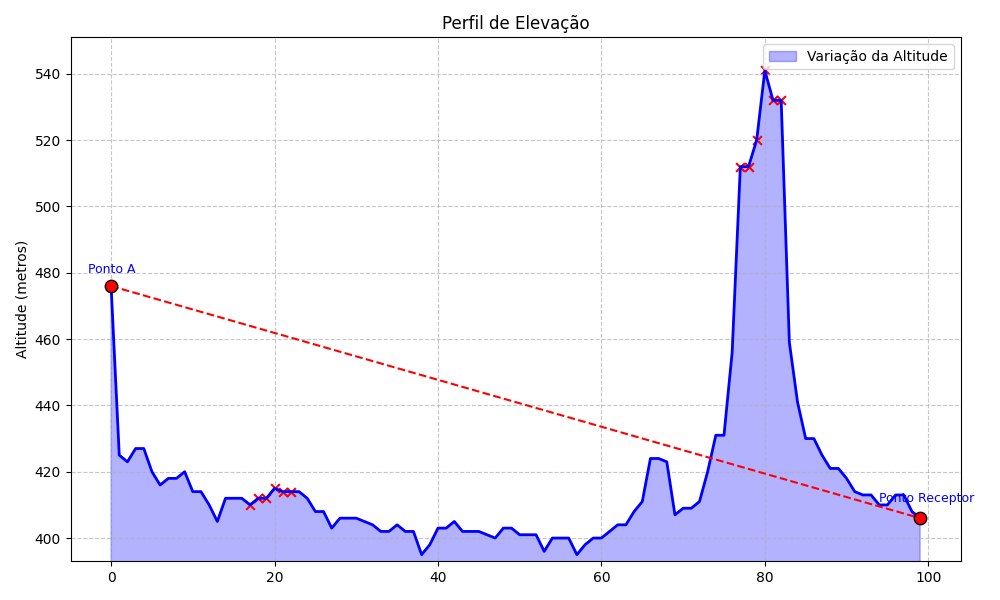 Perfil de Elevação
Variação da Altitude
Altitude (metros)
540
520
500
480
460
440
420
400
Ponto A
Ponto Receptor
0
20
40
60
80
100